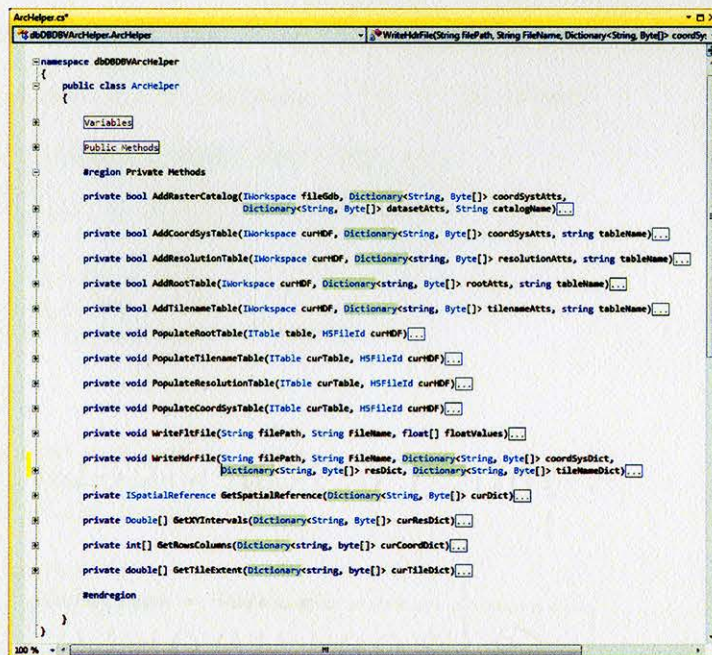 ArcHelper.cs*
dbDBDBVArcHelper.ArcHelper WriteHdrFile(String filePath, String FileName, Dictionary<String, Byte[]> coordSy
namespace dbDBDBVArcHelper
{
public class ArcHelper
{
Variables
Public Methods
#region Private Methods
private bool AddRasterCatalog(IWorkspace fileGdb, Dictionary<String, Byte[]> coordSystAtts,
Dictionary<String, Byte[]> datasetAtts, String catalogName)...
private bool AddCoordSysTable(IWorkspace curHDF, Dictionary<String, Byte[]> coordSysAtts, string tableName)...
private bool AddResolutionTable(IWorkspace curHDF, Dictionary<string, Byte[]> resolutionAtts, string tableName)...
private bool AddRootTable(IWorkspace curHDF, Dictionary<string, Byte[]> rootAtts, string tableName)...
private bool AddTilenameTable(IWorkspace curHDF, Dictionary<string, Byte[]> tilenameAtts, string tableName)...
private void PopulateRootTable(ITable table, H5FileId curHDF)...
private void PopulateTilenameTable(ITable curTable, H5FileId curHDF)...
private void PopulateResolutionTable(ITable curTable, H5FileId curHDF)...
private void PopulateCoordSysTable(ITable curTable, H5FileId curHDF)...
private void WriteFltFile(String filePath, String FileName, float[] floatValues)...
private void WriteHdrFile(String filePath, String FileName, Dictionary<String, Byte[]> coordSysDict,
Dictionary<String, Byte[]> resDict, Dictionary<String, Byte[]> tileNameDict)...
private ISpatialReference GetSpatialReference(Dictionary<String, Byte[]> curDict)...
private Double[] GetXYIntervals(Dictionary<String, Byte[]> curResDict)...
private int[] GetRowsColumns(Dictionary<string, byte[]> curCoordDict)...
private double[] GetTileExtent(Dictionary<string, byte[]> curTileDict)...
#endregion
}
}
100 %